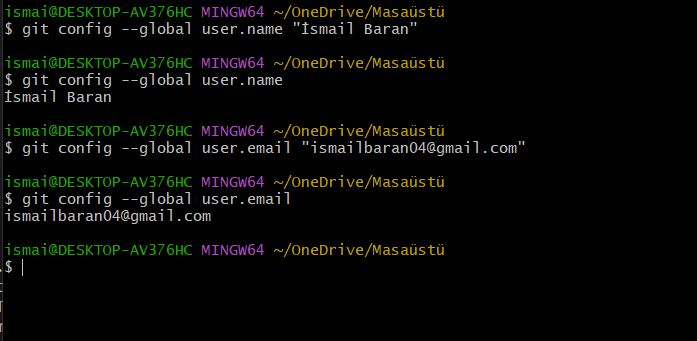 ismai@DESKTOP-AV376HC MINGW64 ~/OneDrive/Masaüstü
$ git config --global user.name "İsmail Baran"
ismai@DESKTOP-AV376HC MINGW64 ~/OneDrive/Masaüstü
$ git config --global user.name
İsmail Baran
ismai@DESKTOP-AV376HC MINGW64 ~/OneDrive/Masaüstü
$ git config --global user.email "ismailbaran04@gmail.com"
ismai@DESKTOP-AV376HC MINGW64 ~/OneDrive/Masaüstü
$ git config --global user.email
ismailbaran04@gmail.com
ismai@DESKTOP-AV376HC MINGW64 ~/OneDrive/Masaüstü
$